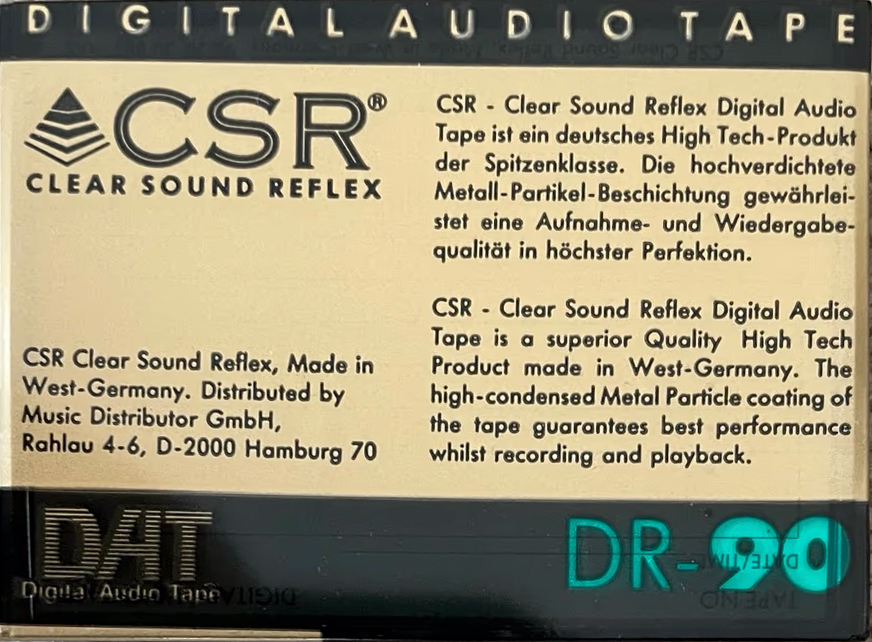 DIGITAL AUDIO TAPE
CSR®
CLEAR SOUND REFLEX
CSR - Clear Sound Reflex Digital Audio
Tape ist ein deutsches High Tech-Produkt
der Spitzenklasse. Die hochverdichtete
Metall-Partikel-Beschichtung gewährlei-
stet eine Aufnahme- und Wiedergabe-
qualität in höchster Perfektion.
CSR - Clear Sound Reflex Digital Audio
Tape is a superior Quality High Tech
Product made in West-Germany. The
high-condensed Metal Particle coating of
the tape guarantees best performance
whilst recording and playback.
CSR Clear Sound Reflex, Made in
West-Germany. Distributed by
Music Distributor GmbH,
Rahlau 4-6, D-2000 Hamburg 70
DAT
Digital Audio Tape
DR-90
DATE/TIME
TAPE NO